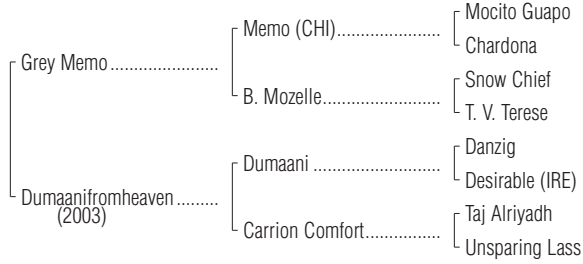 Mocito Guapo
Memo (CHI)
Chardona
Grey Memo
Snow Chief
B. Mozelle
T. V. Terese
Danzig
Dumaani
Desirable (IRE)
Dumaanifromheaven
(2003)
Taj Alriyadh
Carrion Comfort
Unsparing Lass